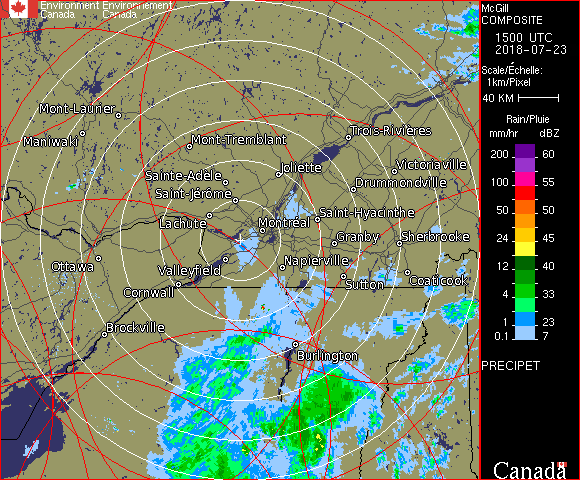 Environment Environnement
Canada Canada
McGill
COMPOSITE
1500 UTC
2018-07-23
Scale/Échelle:
1km/Pixel
40 KM
Rain/Pluie
mm/hr dBZ
200 60
100 55
50 50
24 45
12 40
4 33
1 23
0.1 7
PRECIPET
Canada
Mont-Laurier
Maniwaki
Mont-Tremblant
Trois-Rivières
Sainte-Adèle
Joliette
Victoriaville
Saint-Jérôme
Drummondville
Lachute
Montréal
Saint-Hyacinthe
Granby
Sherbrooke
Ottawa
Valleyfield
Napierville
Cornwall
Sutton
Coaticook
Brockville
Burlington